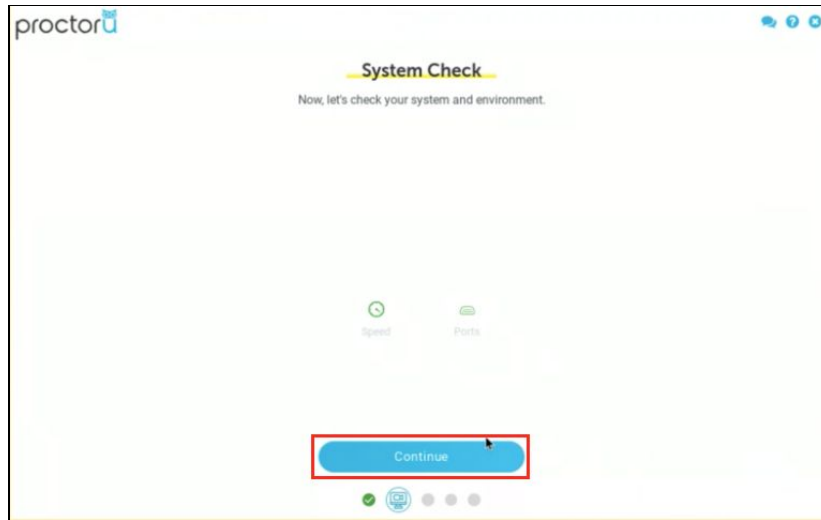 proctorU
System Check
Now, let's check your system and environment.
Speed
Ports
Continue